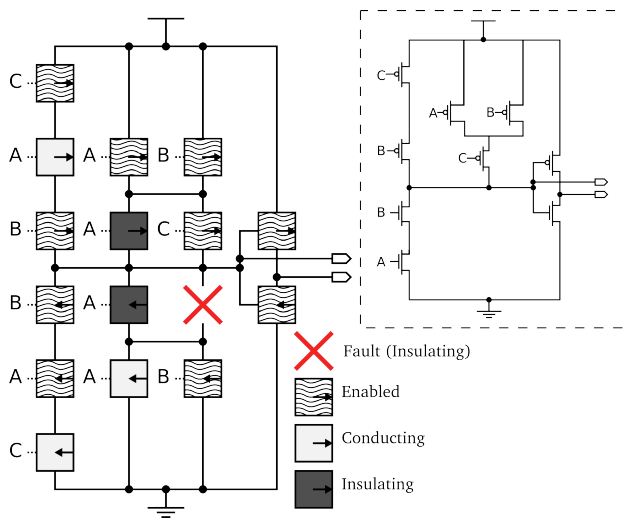 C
A A B
B A C
B A
A A B
C
C
A B
B C
B
A
Fault (Insulating)
Enabled
Conducting
Insulating